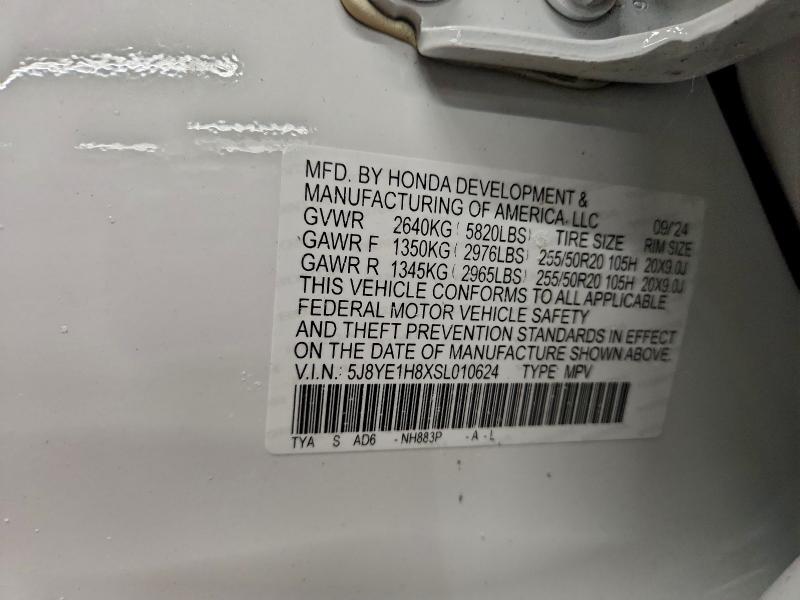 MFD. BY HONDA DEVELOPMENT &
MANUFACTURING OF AMERICA, LLC 09/24
GVWR 2640KG ( 5820LBS) TIRE SIZE RIM SIZE
GAWR F 1350KG ( 2976LBS) 255/50R20 105H 20X9.0J
GAWR R 1345KG ( 2965LBS) 255/50R20 105H 20X9.0J
THIS VEHICLE CONFORMS TO ALL APPLICABLE
FEDERAL MOTOR VEHICLE SAFETY
AND THEFT PREVENTION STANDARDS IN EFFECT
ON THE DATE OF MANUFACTURE SHOWN ABOVE.
V.I.N.: 5J8YE1H8XSL010624 TYPE MPV
TYA S AD6 -NH883P -A-L